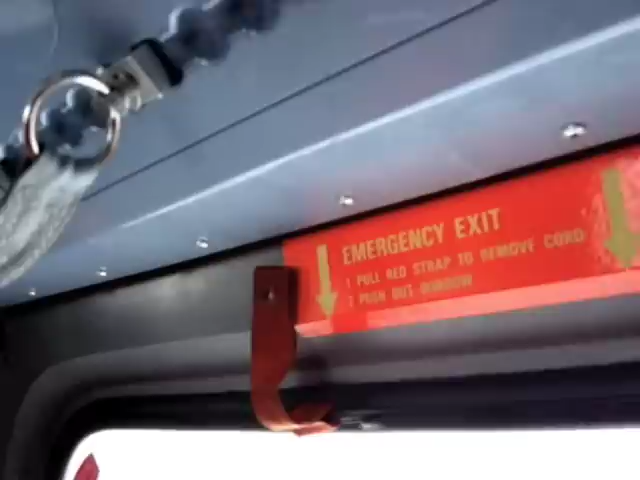 EMERGENCY EXIT
1 PULL RED STRAP TO REMOVE CORD
2 PUSH OUT WINDOW